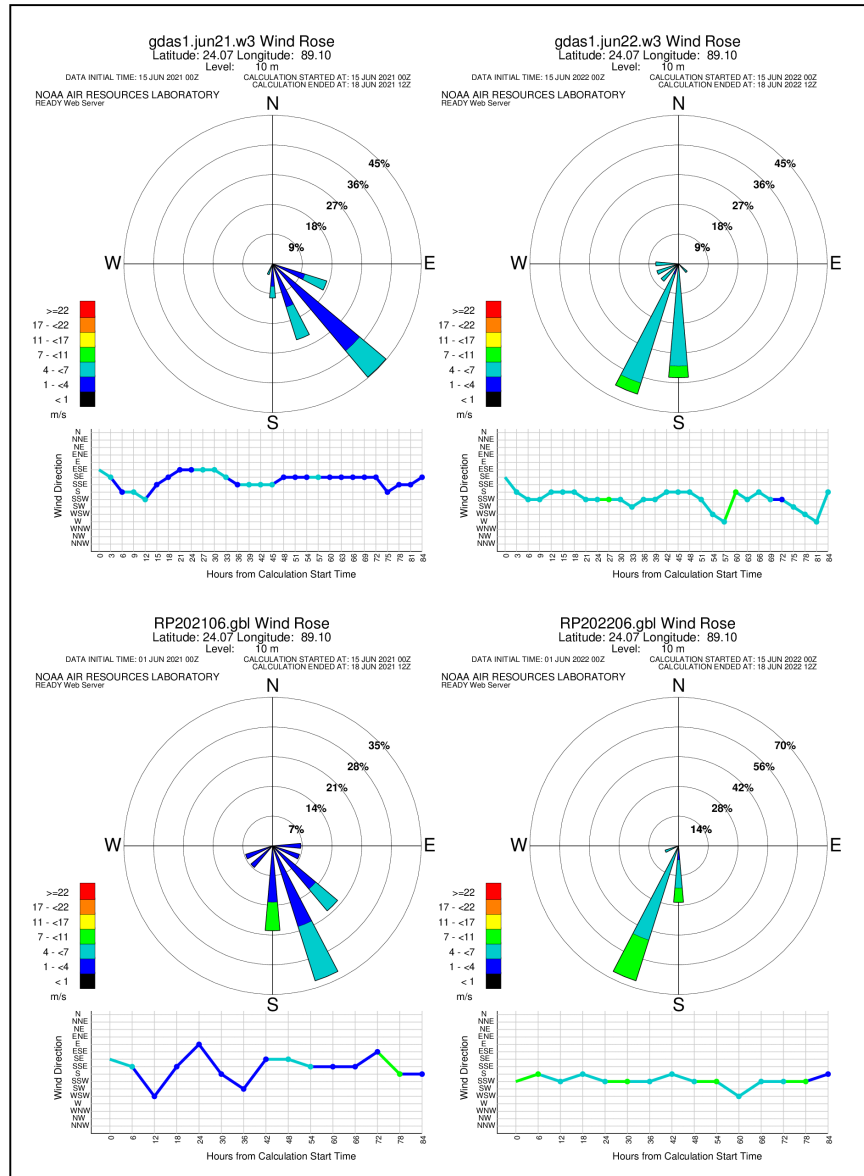 gdas1.jun21.w3 Wind Rose
Latitude: 24.07 Longitude: 89.10
Level: 10 m
DATA INITIAL TIME: 15 JUN 2021 00Z CALCULATION STARTED AT: 15 JUN 2021 00Z
CALCULATION ENDED AT: 18 JUN 2021 12Z
NOAA AIR RESOURCES LABORATORY
READY Web Server
N
45%
36%
27%
18%
9%
W
E
S
>=22
17 - <22
11 - <17
7 - <11
4 - <7
1 - <4
< 1
m/s
Wind Direction
N
NNE
NE
ENE
E
ESE
SE
SSE
S
SSW
SW
WSW
W
WNW
NW
NNW
0 3 6 9 12 15 18 21 24 27 30 33 36 39 42 45 48 51 54 57 60 63 66 69 72 75 78 81 84
Hours from Calculation Start Time
gdas1.jun22.w3 Wind Rose
Latitude: 24.07 Longitude: 89.10
Level: 10 m
DATA INITIAL TIME: 15 JUN 2022 00Z CALCULATION STARTED AT: 15 JUN 2022 00Z
CALCULATION ENDED AT: 18 JUN 2022 12Z
NOAA AIR RESOURCES LABORATORY
READY Web Server
N
45%
36%
27%
18%
9%
W
E
S
>=22
17 - <22
11 - <17
7 - <11
4 - <7
1 - <4
< 1
m/s
Wind Direction
N
NNE
NE
ENE
E
ESE
SE
SSE
S
SSW
SW
WSW
W
WNW
NW
NNW
0 3 6 9 12 15 18 21 24 27 30 33 36 39 42 45 48 51 54 57 60 63 66 69 72 75 78 81 84
Hours from Calculation Start Time
RP202106.gbl Wind Rose
Latitude: 24.07 Longitude: 89.10
Level: 10 m
DATA INITIAL TIME: 01 JUN 2021 00Z CALCULATION STARTED AT: 15 JUN 2021 00Z
CALCULATION ENDED AT: 18 JUN 2021 12Z
NOAA AIR RESOURCES LABORATORY
READY Web Server
N
35%
28%
21%
14%
7%
W
E
S
>=22
17 - <22
11 - <17
7 - <11
4 - <7
1 - <4
< 1
m/s
Wind Direction
N
NNE
NE
ENE
E
ESE
SE
SSE
S
SSW
SW
WSW
W
WNW
NW
NNW
0 6 12 18 24 30 36 42 48 54 60 66 72 78 84
Hours from Calculation Start Time
RP202206.gbl Wind Rose
Latitude: 24.07 Longitude: 89.10
Level: 10 m
DATA INITIAL TIME: 01 JUN 2022 00Z CALCULATION STARTED AT: 15 JUN 2022 00Z
CALCULATION ENDED AT: 18 JUN 2022 12Z
NOAA AIR RESOURCES LABORATORY
READY Web Server
N
70%
56%
42%
28%
14%
W
E
S
>=22
17 - <22
11 - <17
7 - <11
4 - <7
1 - <4
< 1
m/s
Wind Direction
N
NNE
NE
ENE
E
ESE
SE
SSE
S
SSW
SW
WSW
W
WNW
NW
NNW
0 6 12 18 24 30 36 42 48 54 60 66 72 78 84
Hours from Calculation Start Time